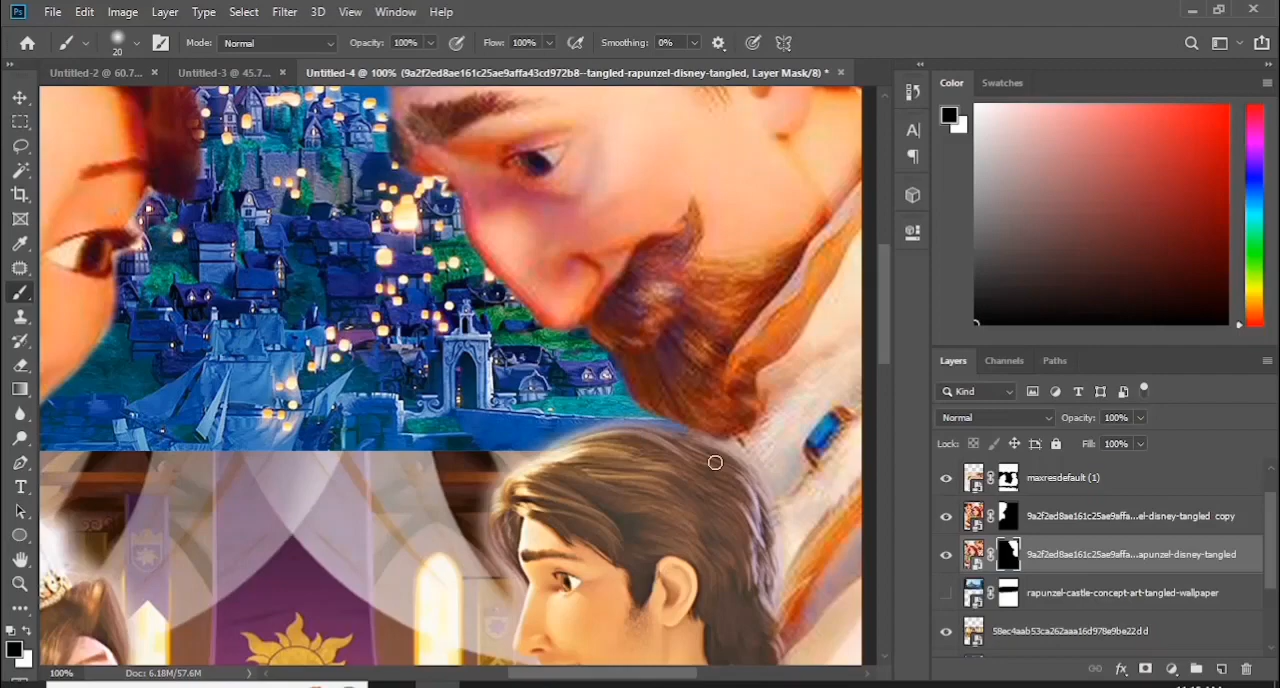 Ps File Edit Image Layer Type Select Filter 3D View Window Help
20 Mode: Normal Opacity: 100% Flow: 100% Smoothing: 0%
Untitled-2 @ 60.7... × Untitled-3 @ 45.7... × Untitled-4 @ 100% (9a2f2ed8ae161c25ae9affa43cd972b8--tangled-rapunzel-disney-tangled, Layer Mask/8) * ×
Color Swatches
Layers Channels Paths
Kind
Normal Opacity: 100%
Lock: Fill: 100%
maxresdefault (1)
9a2f2ed8ae161c25ae9affa...el-disney-tangled copy
9a2f2ed8ae161c25ae9affa...apunzel-disney-tangled
rapunzel-castle-concept-art-tangled-wallpaper
58ec4aab53ca262aaa16d978e9be22dd
100% Doc: 6.18M/57.6M